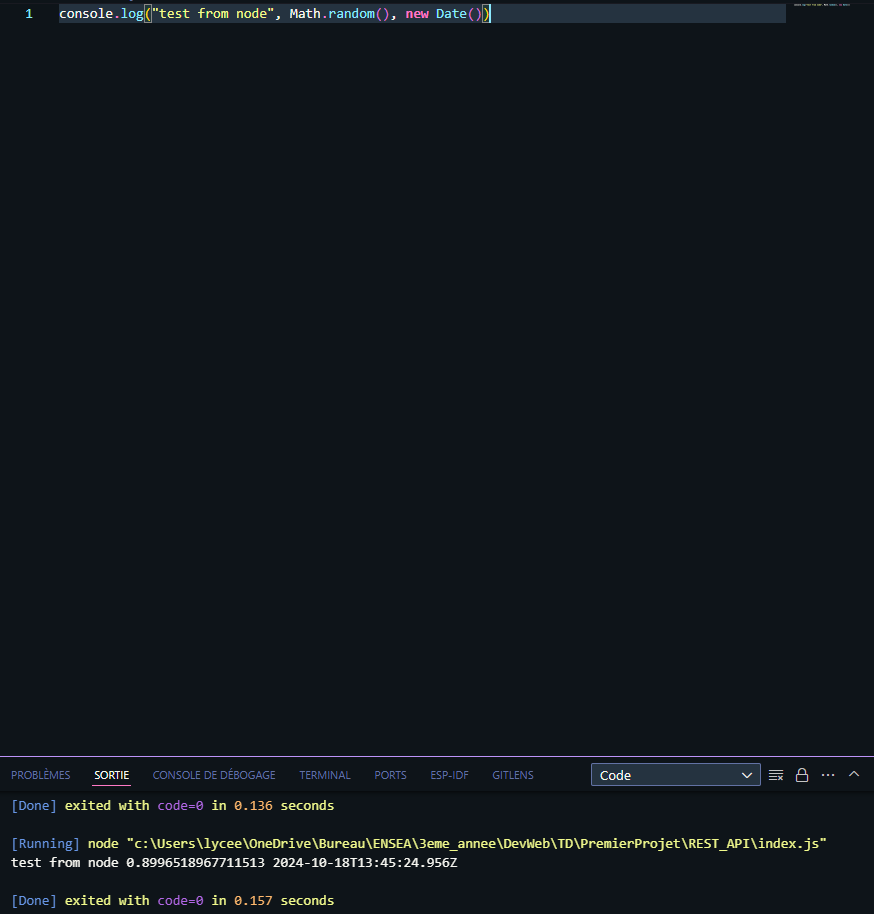 1 console.log("test from node", Math.random(), new Date())
PROBLÈMES SORTIE CONSOLE DE DÉBOGAGE TERMINAL PORTS ESP-IDF GITLENS Code
[Done] exited with code=0 in 0.136 seconds
[Running] node "c:\Users\lycee\OneDrive\Bureau\ENSEA\3eme_annee\DevWeb\TD\PremierProjet\REST_API\index.js"
test from node 0.8996518967711513 2024-10-18T13:45:24.956Z
[Done] exited with code=0 in 0.157 seconds